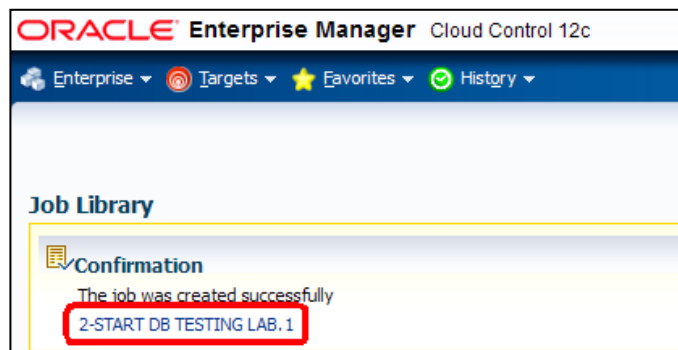 ORACLE Enterprise Manager Cloud Control 12c
Enterprise Targets Favorites History
Job Library
Confirmation
The job was created successfully
2-START DB TESTING LAB.1